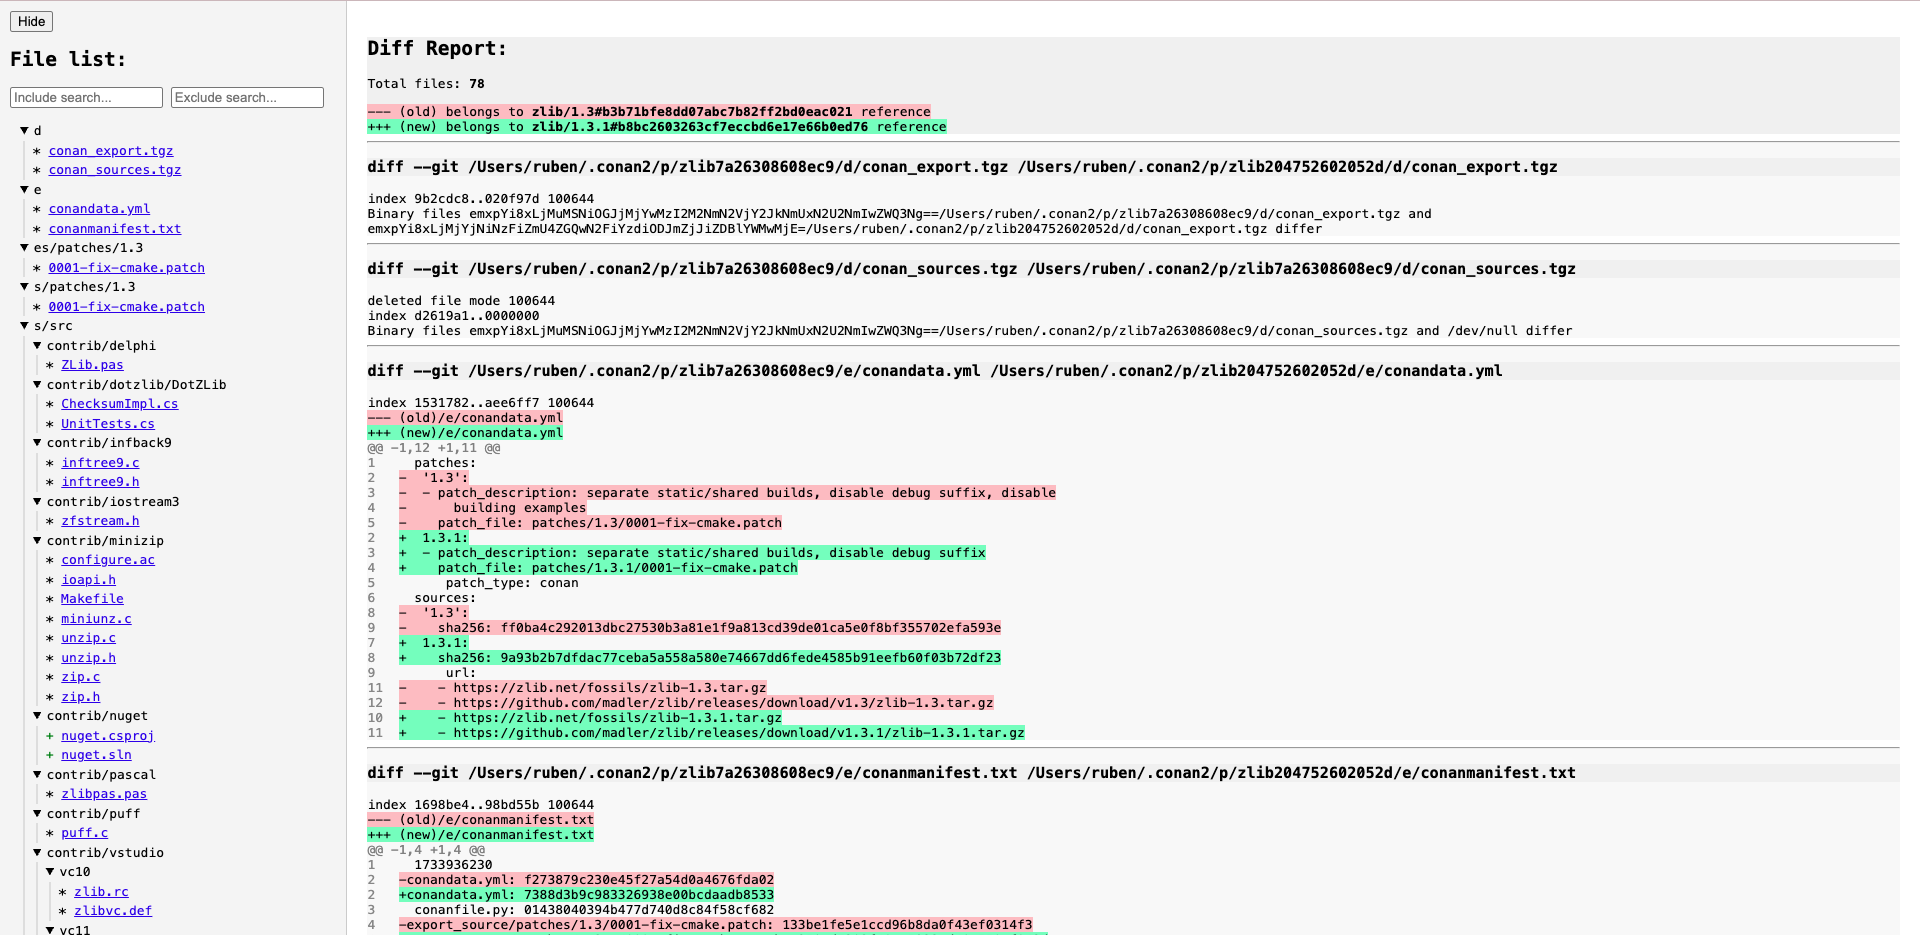 Hide
File list:
Include search... Exclude search...
▼ d
* conan_export.tgz
* conan_sources.tgz
▼ e
* conandata.yml
* conanmanifest.txt
▼ es/patches/1.3
* 0001-fix-cmake.patch
▼ s/patches/1.3
* 0001-fix-cmake.patch
▼ s/src
▼ contrib/delphi
* ZLib.pas
▼ contrib/dotzlib/DotZLib
* ChecksumImpl.cs
* UnitTests.cs
▼ contrib/infback9
* inftree9.c
* inftree9.h
▼ contrib/iostream3
* zfstream.h
▼ contrib/minizip
* configure.ac
* ioapi.h
* Makefile
* miniunz.c
* unzip.c
* unzip.h
* zip.c
* zip.h
▼ contrib/nuget
+ nuget.csproj
+ nuget.sln
▼ contrib/pascal
* zlibpas.pas
▼ contrib/puff
* puff.c
▼ contrib/vstudio
▼ vc10
* zlib.rc
* zlibvc.def
▼ vc11
Diff Report:
Total files: 78
--- (old) belongs to zlib/1.3#b3b71bfe8dd07abc7b82ff2bd0eac021 reference
+++ (new) belongs to zlib/1.3.1#b8bc2603263cf7eccbd6e17e66b0ed76 reference
diff --git /Users/ruben/.conan2/p/zlib7a26308608ec9/d/conan_export.tgz /Users/ruben/.conan2/p/zlib204752602052d/d/conan_export.tgz
index 9b2cdc8..020f97d 100644
Binary files emxpYi8xLjMuMSNiOGJjMjYwMzI2M2NmN2VjY2JkNmUxN2U2NmIwZWQ3Ng==/Users/ruben/.conan2/p/zlib7a26308608ec9/d/conan_export.tgz and
emxpYi8xLjMjYjNiNzFiZmU4ZGQwN2FiYzdiODJmZjJiZDBlYWMwMjE=/Users/ruben/.conan2/p/zlib204752602052d/d/conan_export.tgz differ
diff --git /Users/ruben/.conan2/p/zlib7a26308608ec9/d/conan_sources.tgz /Users/ruben/.conan2/p/zlib7a26308608ec9/d/conan_sources.tgz
deleted file mode 100644
index d2619a1..0000000
Binary files emxpYi8xLjMuMSNiOGJjMjYwMzI2M2NmN2VjY2JkNmUxN2U2NmIwZWQ3Ng==/Users/ruben/.conan2/p/zlib7a26308608ec9/d/conan_sources.tgz and /dev/null differ
diff --git /Users/ruben/.conan2/p/zlib7a26308608ec9/e/conandata.yml /Users/ruben/.conan2/p/zlib204752602052d/e/conandata.yml
index 1531782..aee6ff7 100644
--- (old)/e/conandata.yml
+++ (new)/e/conandata.yml
@@ -1,12 +1,11 @@
1 patches:
2 - '1.3':
3 - - patch_description: separate static/shared builds, disable debug suffix, disable
4 - building examples
5 - patch_file: patches/1.3/0001-fix-cmake.patch
2 + 1.3.1:
3 + - patch_description: separate static/shared builds, disable debug suffix
4 + patch_file: patches/1.3.1/0001-fix-cmake.patch
5 patch_type: conan
6 sources:
8 - '1.3':
9 - sha256: ff0ba4c292013dbc27530b3a81e1f9a813cd39de01ca5e0f8bf355702efa593e
7 + 1.3.1:
8 + sha256: 9a93b2b7dfdac77ceba5a558a580e74667dd6fede4585b91eefb60f03b72df23
9 url:
11 - - https://zlib.net/fossils/zlib-1.3.tar.gz
12 - - https://github.com/madler/zlib/releases/download/v1.3/zlib-1.3.tar.gz
10 + - https://zlib.net/fossils/zlib-1.3.1.tar.gz
11 + - https://github.com/madler/zlib/releases/download/v1.3.1/zlib-1.3.1.tar.gz
diff --git /Users/ruben/.conan2/p/zlib7a26308608ec9/e/conanmanifest.txt /Users/ruben/.conan2/p/zlib204752602052d/e/conanmanifest.txt
index 1698be4..98bd55b 100644
--- (old)/e/conanmanifest.txt
+++ (new)/e/conanmanifest.txt
@@ -1,4 +1,4 @@
1 1733936230
2 -conandata.yml: f273879c230e45f27a54d0a4676fda02
2 +conandata.yml: 7388d3b9c983326938e00bcdaadb8533
3 conanfile.py: 01438040394b477d740d8c84f58cf682
4 -export_source/patches/1.3/0001-fix-cmake.patch: 133be1fe5e1ccd96b8da0f43ef0314f3